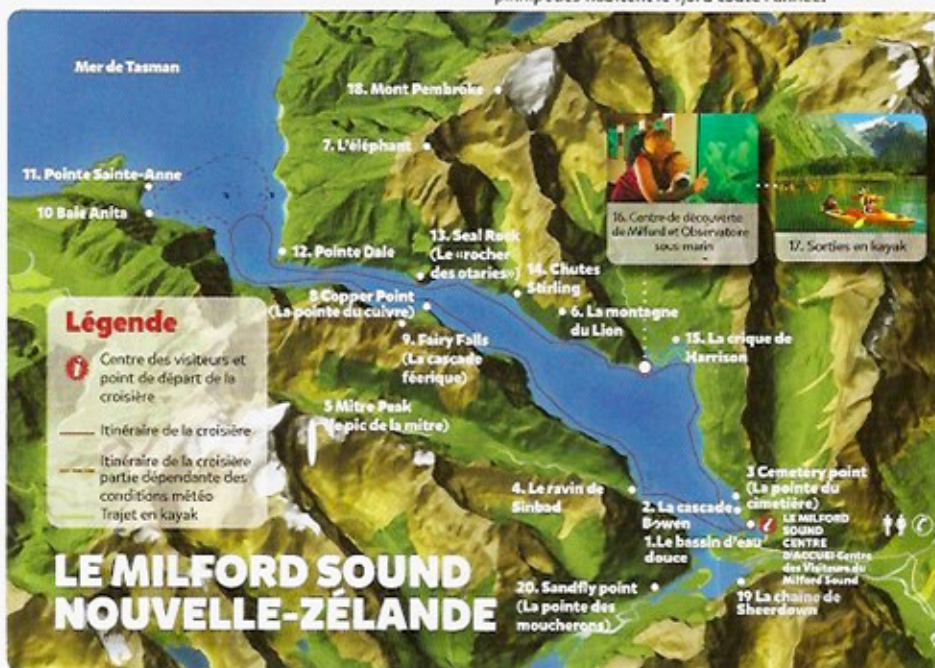 Mer de Tasman
18. Mont Pembroke
7. L'éléphant
11. Pointe Sainte-Anne
10 Baie Anita
12. Pointe Dale
13. Seal Rock
(Le «rocher
des otaries»)
14. Chutes
Stirling
16. Centre de découverte
de Milford et Observatoire
sous-marin
17. Sorties en kayak
8 Copper Point
(La pointe du cuivre)
9. Fairy Falls
(La cascade
féerique)
6. La montagne
du Lion
15. La crique de
Harrison
5 Mitre Peak
(le pic de la mitre)
Légende
Centre des visiteurs et
point de départ de la
croisière
Itinéraire de la croisière
Itinéraire de la croisière
partie dépendante des
conditions météo
Trajet en kayak
4. Le ravin de
Sinbad
3 Cemetery point
(La pointe du
cimetière)
2. La cascade
Bowen
1.Le bassin d'eau
douce
LE MILFORD
SOUND
CENTRE
D'ACCUEIL Centre
des Visiteurs du
Milford Sound
20. Sandfly point
(La pointe des
moucherons)
19 La chaine de
Sheerdown
LE MILFORD SOUND
NOUVELLE-ZÉLANDE